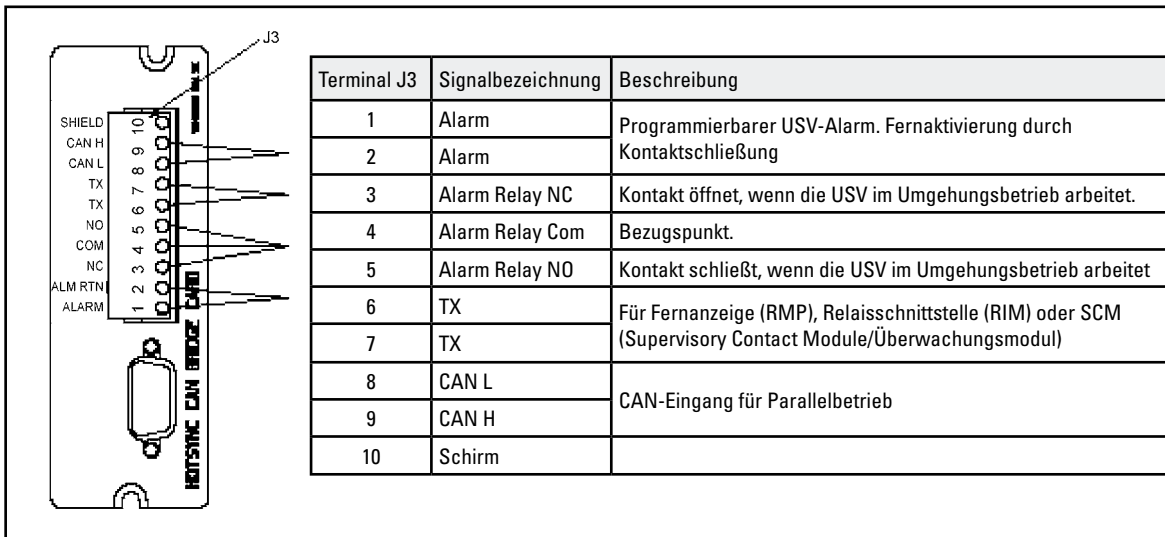 J3
SHIELD
CAN H
CAN L
TX
TX
NO
COM
NC
ALM RTN
ALARM
10
9
8
7
6
5
4
3
2
1
HOTSYNC CAN BRIDGE CARD
Terminal J3 Signalbezeichnung Beschreibung
1 Alarm Programmierbarer USV-Alarm. Fernaktivierung durch
2 Alarm Kontaktschließung
3 Alarm Relay NC Kontakt öffnet, wenn die USV im Umgehungsbetrieb arbeitet.
4 Alarm Relay Com Bezugspunkt.
5 Alarm Relay NO Kontakt schließt, wenn die USV im Umgehungsbetrieb arbeitet
6 TX Für Fernanzeige (RMP), Relaisschnittstelle (RIM) oder SCM
7 TX (Supervisory Contact Module/Überwachungsmodul)
8 CAN L CAN-Eingang für Parallelbetrieb
9 CAN H
10 Schirm